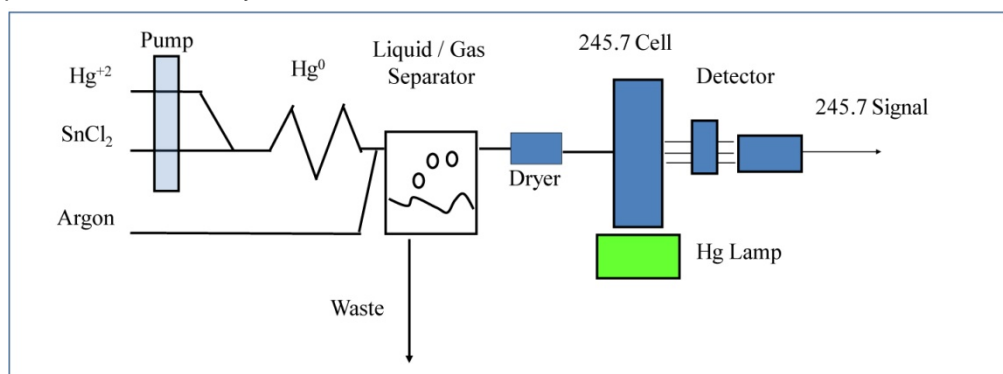 Pump
Hg⁺²
SnCl₂
Argon
Hg⁰
Liquid / Gas
Separator
Waste
Dryer
245.7 Cell
Detector
245.7 Signal
Hg Lamp